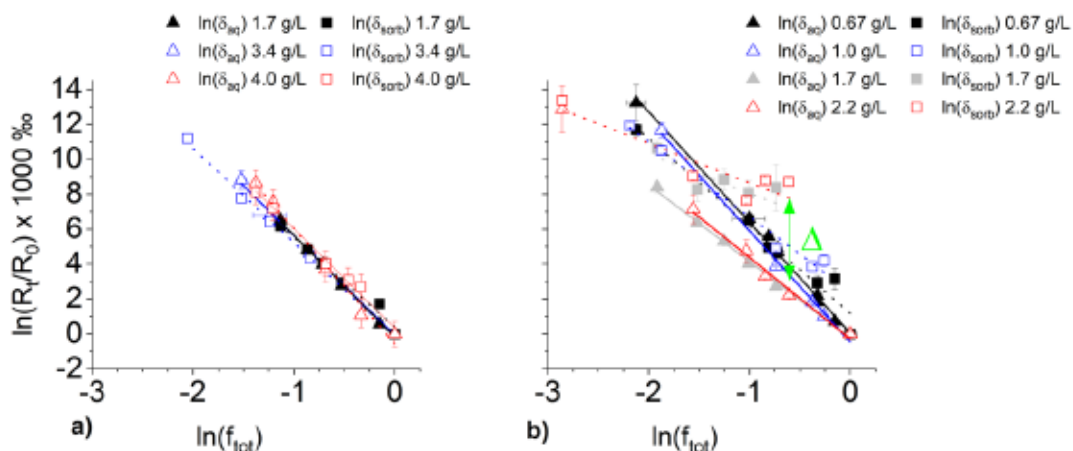 ln(δaq) 1.7 g/L ln(δsorb) 1.7 g/L
ln(δaq) 3.4 g/L ln(δsorb) 3.4 g/L
ln(δaq) 4.0 g/L ln(δsorb) 4.0 g/L
ln(Rt/R0) x 1000 ‰
14
12
10
8
6
4
2
0
-2
-3 -2 -1 0
a) ln(ftot)
ln(δaq) 0.67 g/L ln(δsorb) 0.67 g/L
ln(δaq) 1.0 g/L ln(δsorb) 1.0 g/L
ln(δaq) 1.7 g/L ln(δsorb) 1.7 g/L
ln(δaq) 2.2 g/L ln(δsorb) 2.2 g/L
Δ
-3 -2 -1 0
b) ln(ftot)